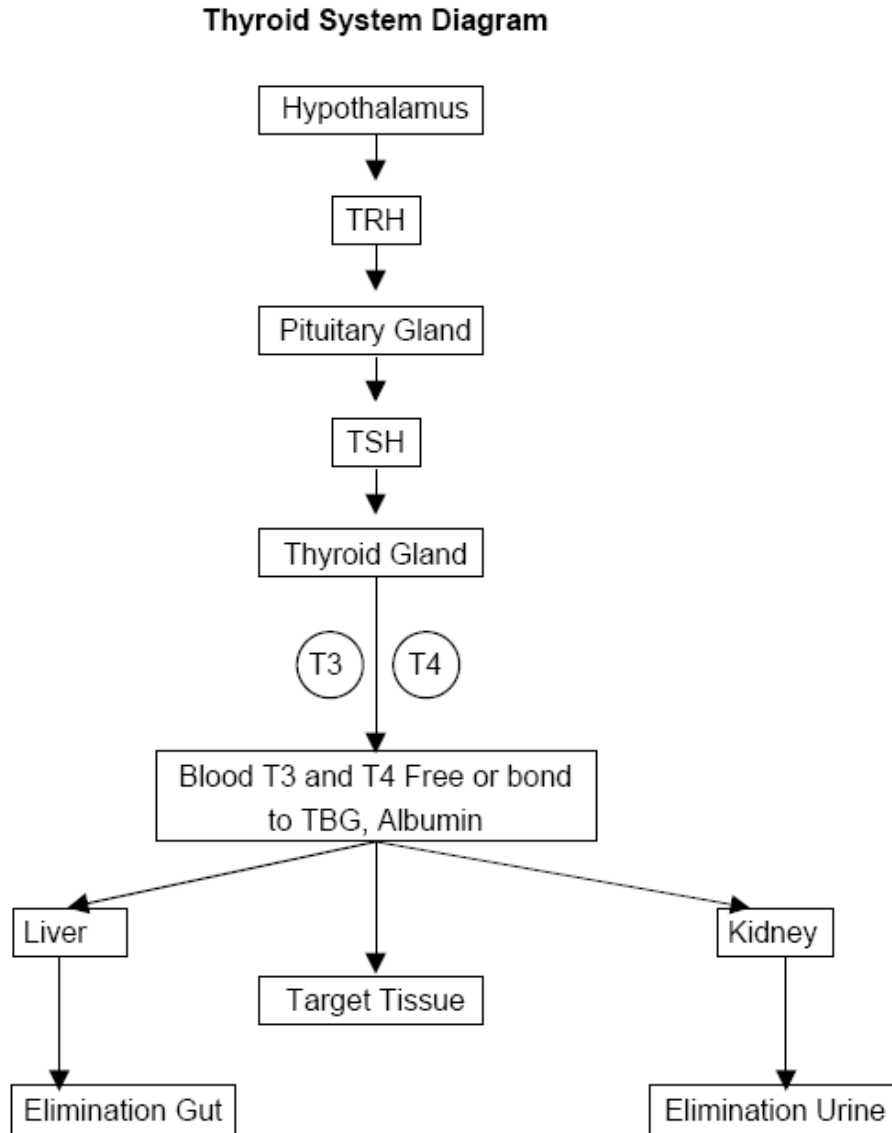 Thyroid System Diagram
Hypothalamus
TRH
Pituitary Gland
TSH
Thyroid Gland
T3
T4
Blood T3 and T4 Free or bond
to TBG, Albumin
Liver
Kidney
Target Tissue
Elimination Gut
Elimination Urine